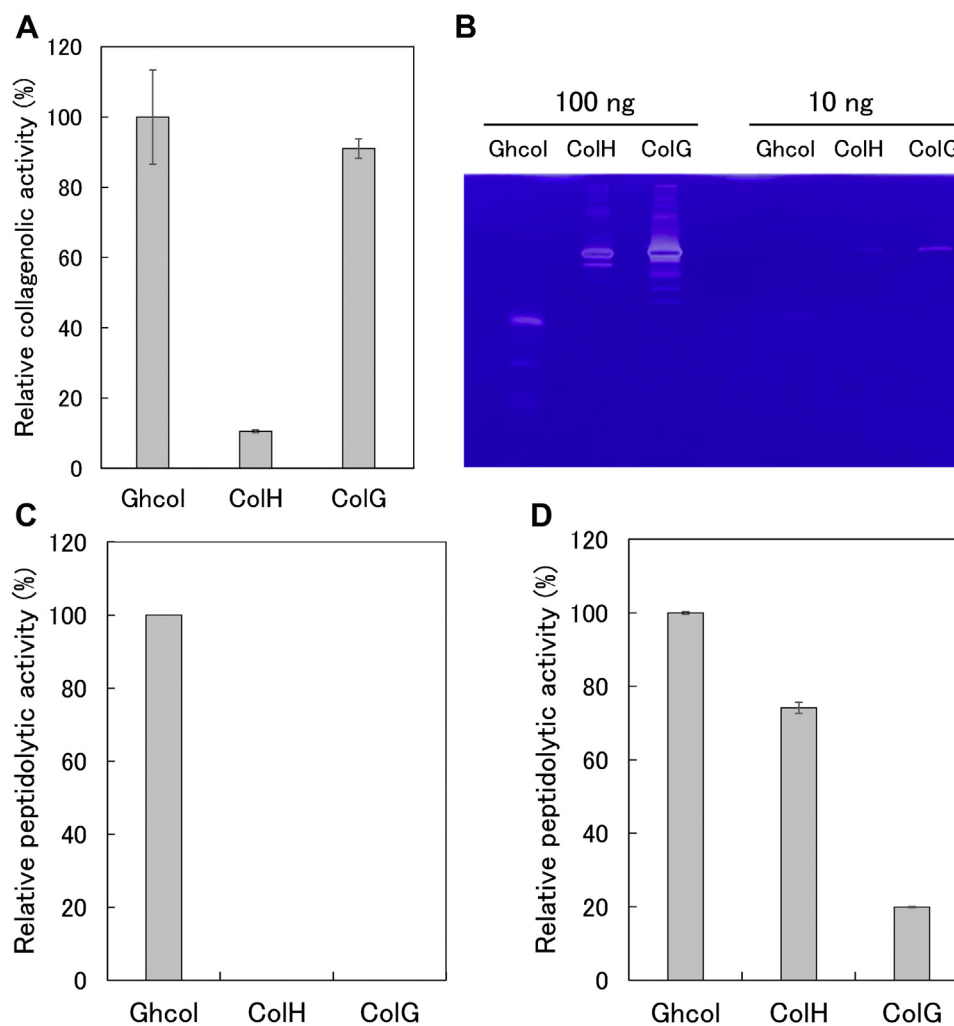 A
Relative collagenolic activity (%)
120
100
80
60
40
20
0
Ghcol ColH ColG
B
100 ng 10 ng
Ghcol ColH ColG Ghcol ColH ColG
C
Relative peptidolytic activity (%)
120
100
80
60
40
20
0
Ghcol ColH ColG
D
Relative peptidolytic activity (%)
120
100
80
60
40
20
0
Ghcol ColH ColG